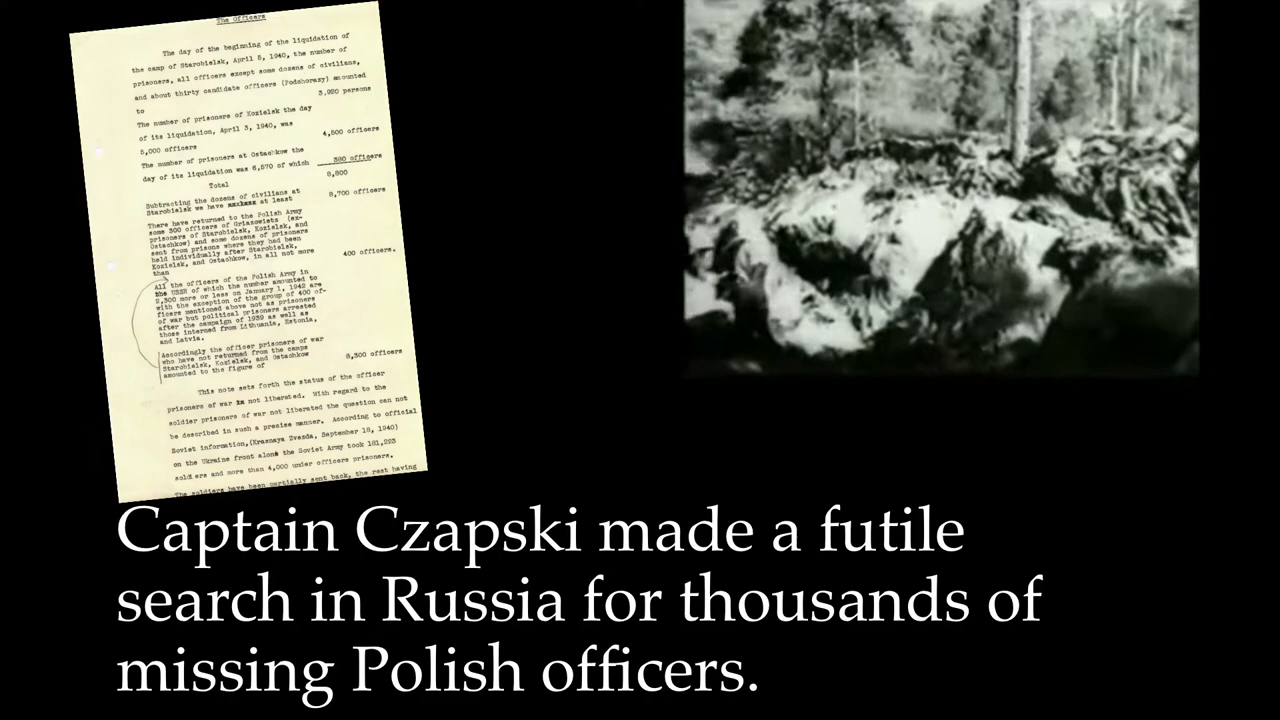 The Officers
The day of the beginning of the liquidation of
the camp of Starobielsk, April 5, 1940, the number of
prisoners, all officers except some dozens of civilians,
and about thirty candidate officers (Podchorazy) amounted
to 3,920 persons
The number of prisoners of Kozielsk the day
of its liquidation, April 3, 1940, was
5,000 officers 4,500 officers
The number of prisoners at Ostachkow the
day of its liquidation was 6,570 of which 380 officers
Total 8,800
Subtracting the dozens of civilians at
Starobielsk we have at least 8,700 officers
There have returned to the Polish Army
some 300 officers of Griazowietz (ex-
prisoners of Starobielsk, Kozielsk, and
Ostachkow) and some dozens of prisoners
sent from prisons where they had been
held individually after Starobielsk,
Kozielsk, and Ostachkow, in all not more
than 400 officers.
All the officers of the Polish Army in
the USSR of which the number amounted to
2,300 more or less on January 1, 1942 are
with the exception of the group of 400 of-
ficers mentioned above not as prisoners
of war but political prisoners arrested
after the campaign of 1939 as well as
those interned from Lithuania, Estonia,
and Latvia.
Accordingly the officer prisoners of war
who have not returned from the camps
Starobielsk, Kozielsk, and Ostachkow
amounted to the figure of 8,300 officers
This note sets forth the status of the officer
prisoners of war not liberated. With regard to the
soldier prisoners of war not liberated the question can not
be described in such a precise manner. According to official
Soviet information, (Krasnaya Zvezda, September 18, 1940)
on the Ukraine front alone the Soviet Army took 181,223
soldiers and more than 4,000 under officers prisoners.
The soldiers have been partially sent back, the rest having
Captain Czapski made a futile
search in Russia for thousands of
missing Polish officers.